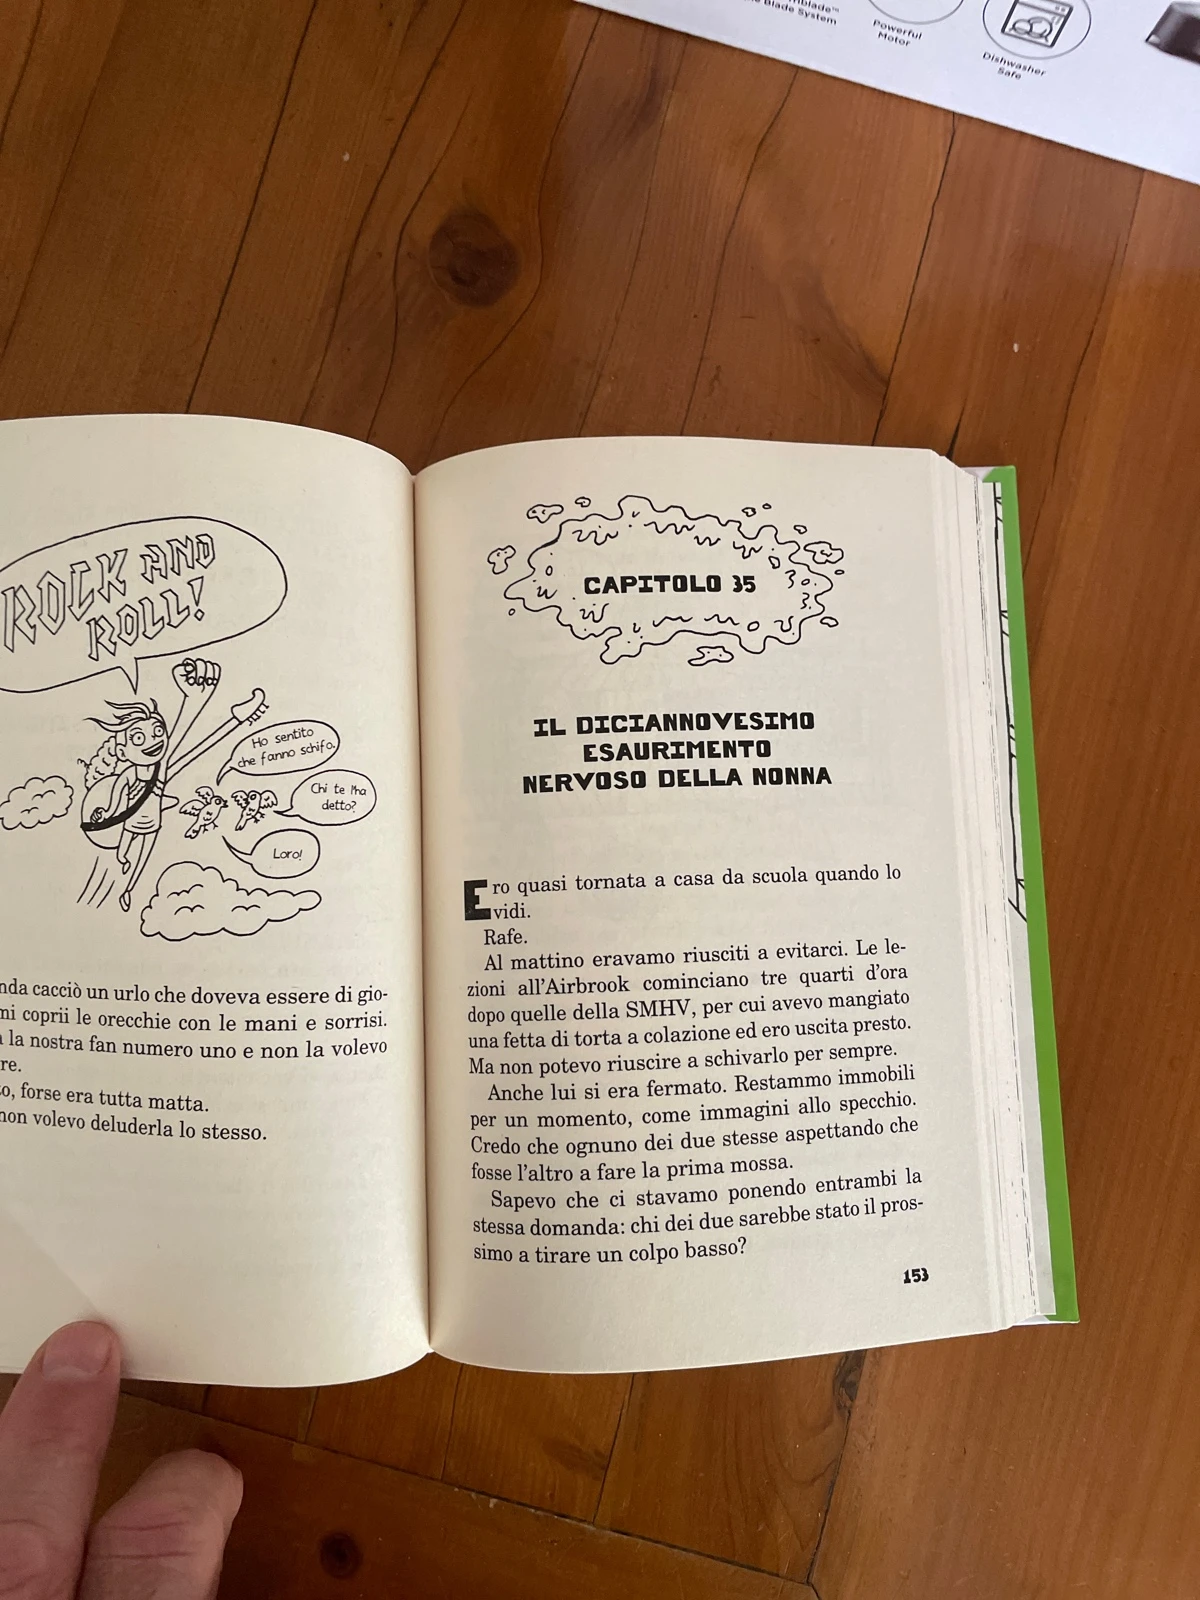 Blade System
Powerful
Motor
Dishwasher
Safe
ROCK AND
ROLL!
Ho sentito
che fanno schifo.
Chi te l'ha
detto?
Loro!
cacciò un urlo che doveva essere di gio-
coprii le orecchie con le mani e sorrisi.
la nostra fan numero uno e non la volevo
forse era tutta matta.
non volevo deluderla lo stesso.
CAPITOLO 35
IL DICIANNOVESIMO
ESAURIMENTO
NERVOSO DELLA NONNA
Ero quasi tornata a casa da scuola quando lo
vidi.
Rafe.
Al mattino eravamo riusciti a evitarci. Le le-
zioni all'Airbrook cominciano tre quarti d'ora
dopo quelle della SMHV, per cui avevo mangiato
una fetta di torta a colazione ed ero uscita presto.
Ma non potevo riuscire a schivarlo per sempre.
Anche lui si era fermato. Restammo immobili
per un momento, come immagini allo specchio.
Credo che ognuno dei due stesse aspettando che
fosse l'altro a fare la prima mossa.
Sapevo che ci stavamo ponendo entrambi la
stessa domanda: chi dei due sarebbe stato il pros-
simo a tirare un colpo basso?
153